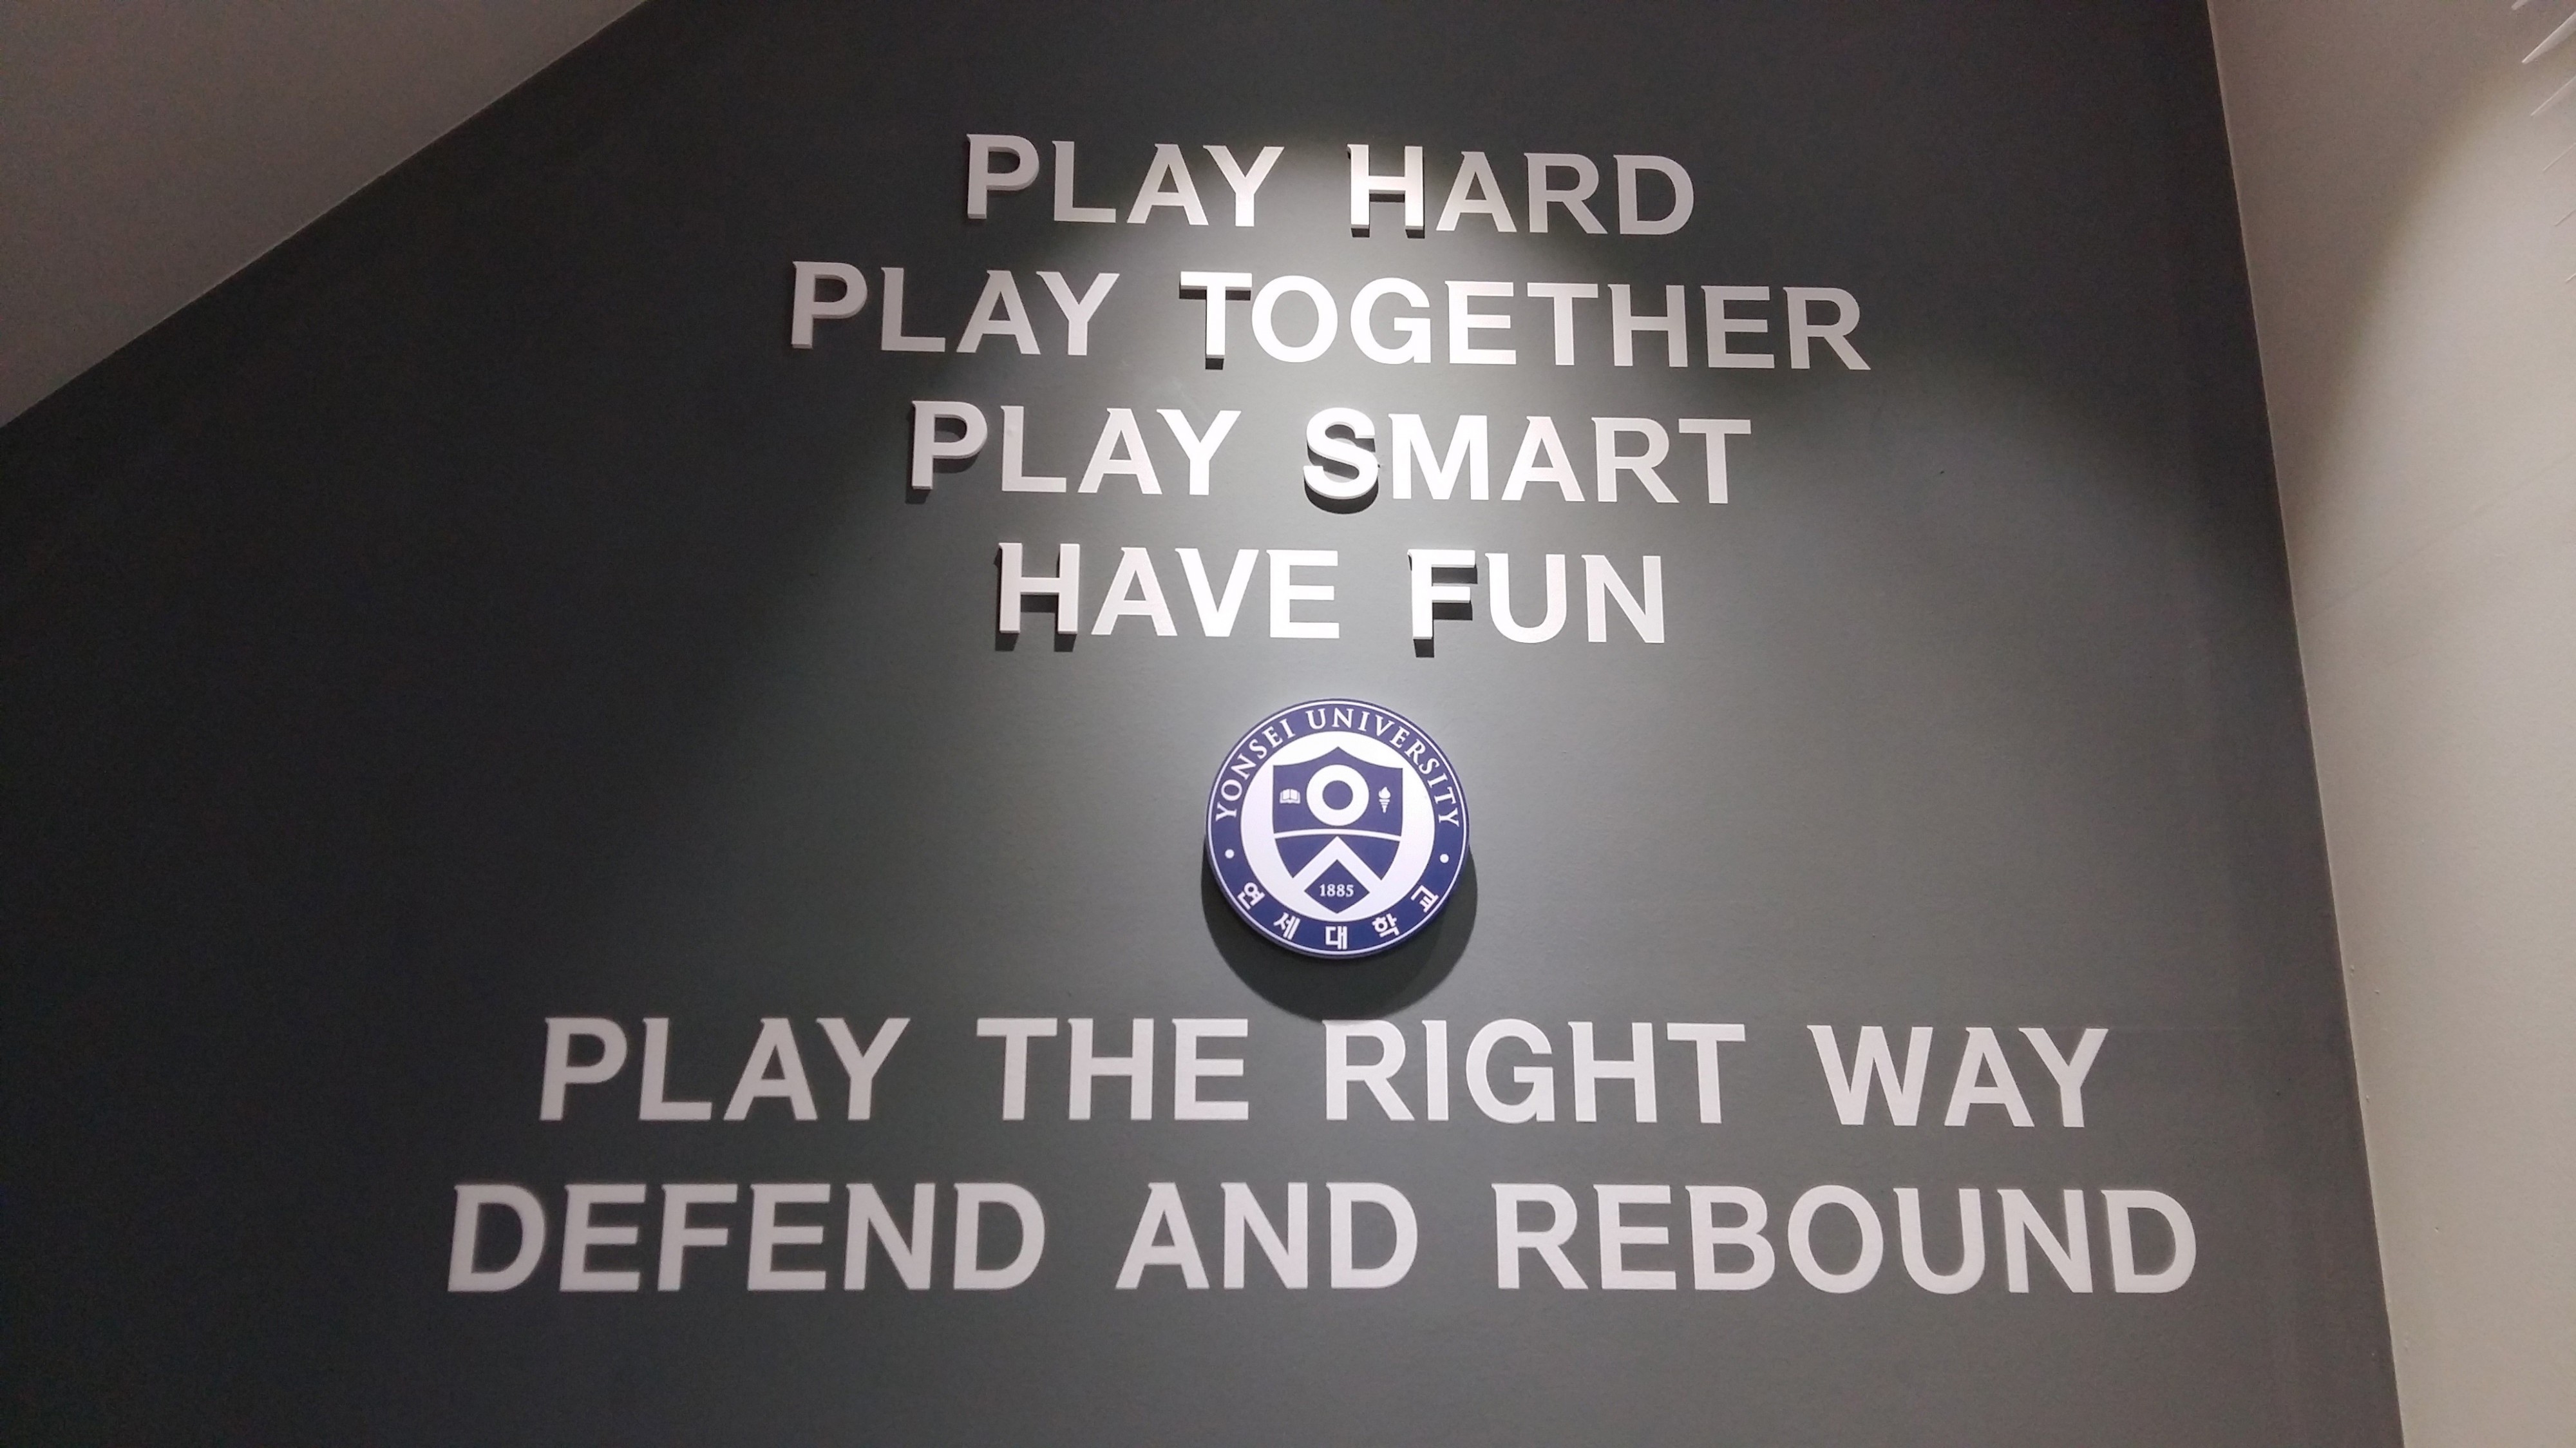 PLAY HARD
PLAY TOGETHER
PLAY SMART
HAVE FUN
YONSEI UNIVERSITY
1885
연세대학교
PLAY THE RIGHT WAY
DEFEND AND REBOUND